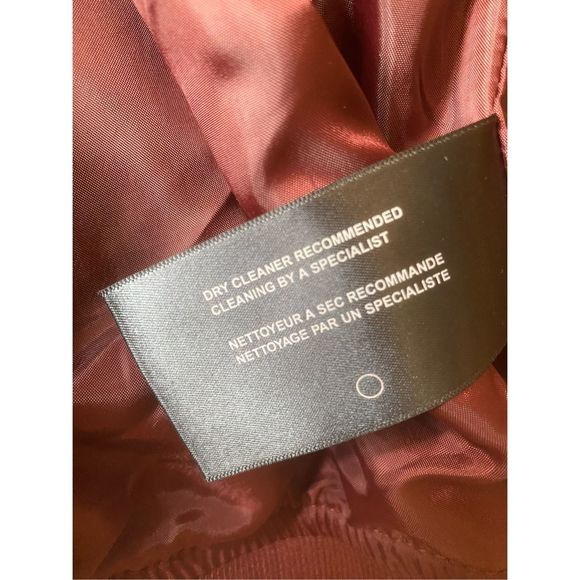 DRY CLEANER RECOMMENDED
CLEANING BY A SPECIALIST
NETTOYEUR A SEC RECOMMANDE
NETTOYAGE PAR UN SPECIALISTE